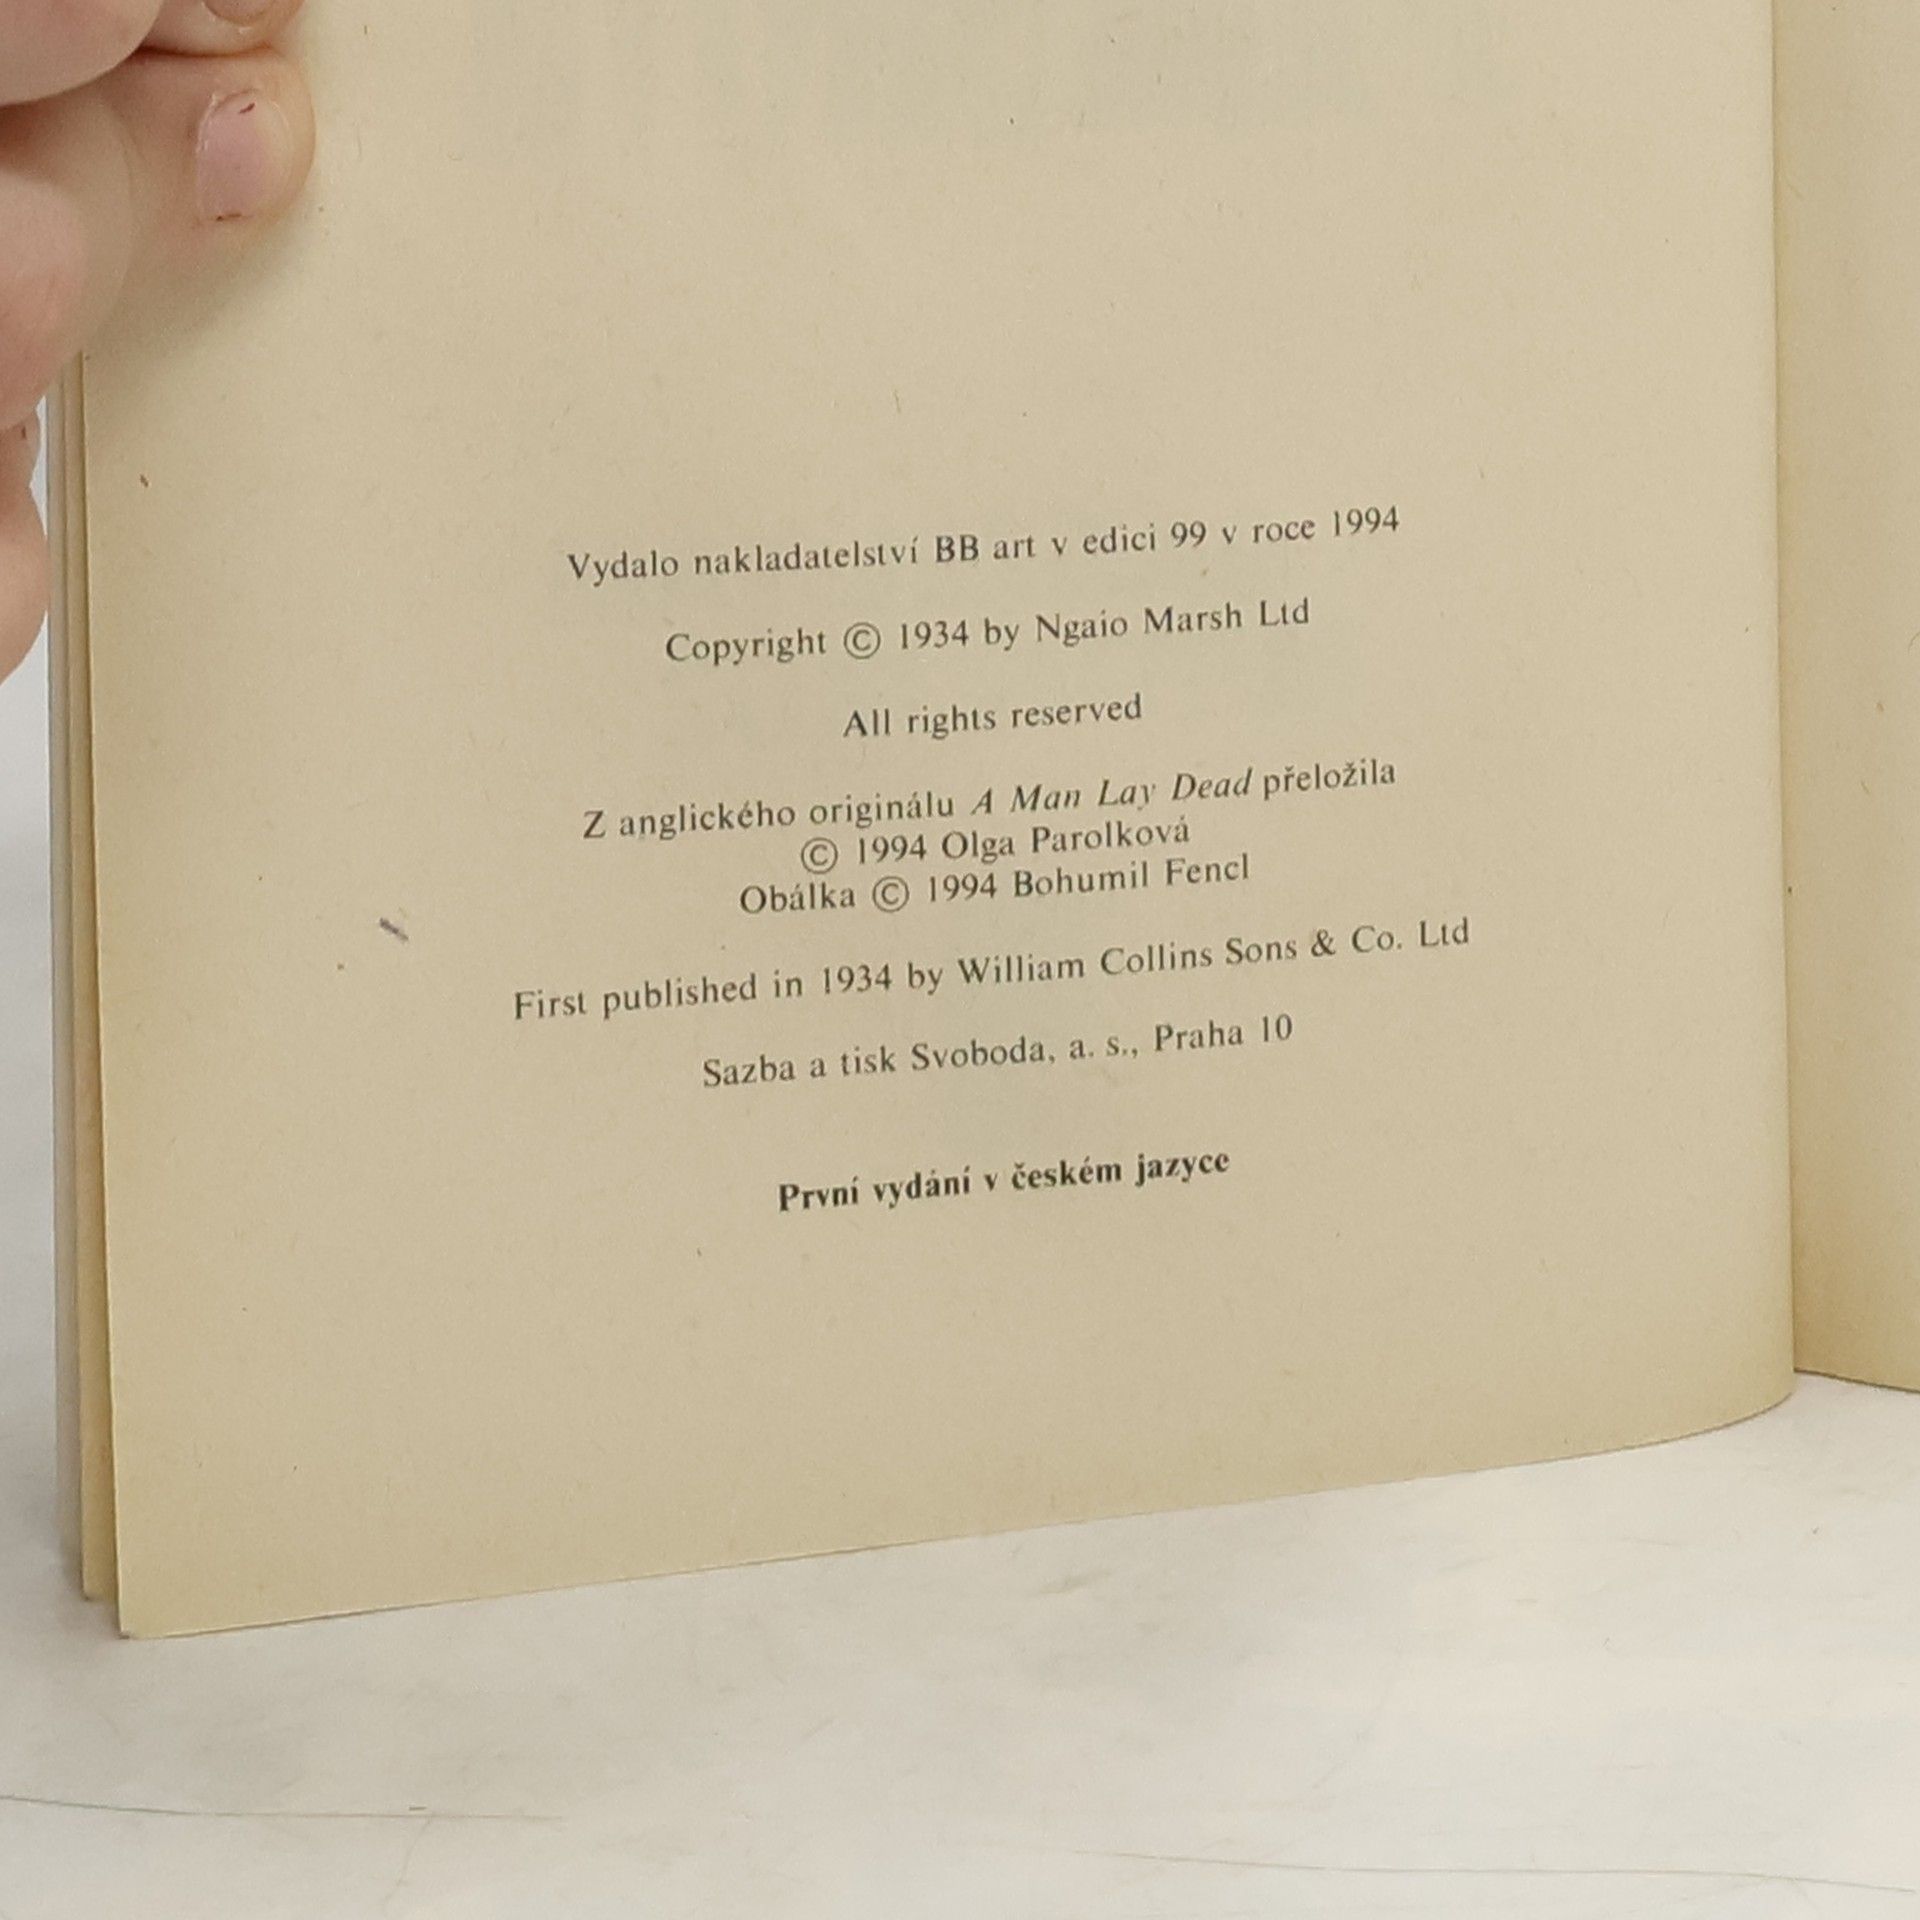 Vydalo nakladatelství BB art v edici 99 v roce 1994
Copyright © 1934 by Ngaio Marsh Ltd
All rights reserved
Z anglického originálu A Man Lay Dead přeložila
© 1994 Olga Parolková
Obálka © 1994 Bohumil Fencl
First published in 1934 by William Collins Sons & Co. Ltd
Sazba a tisk Svoboda, a. s., Praha 10
První vydání v českém jazyce